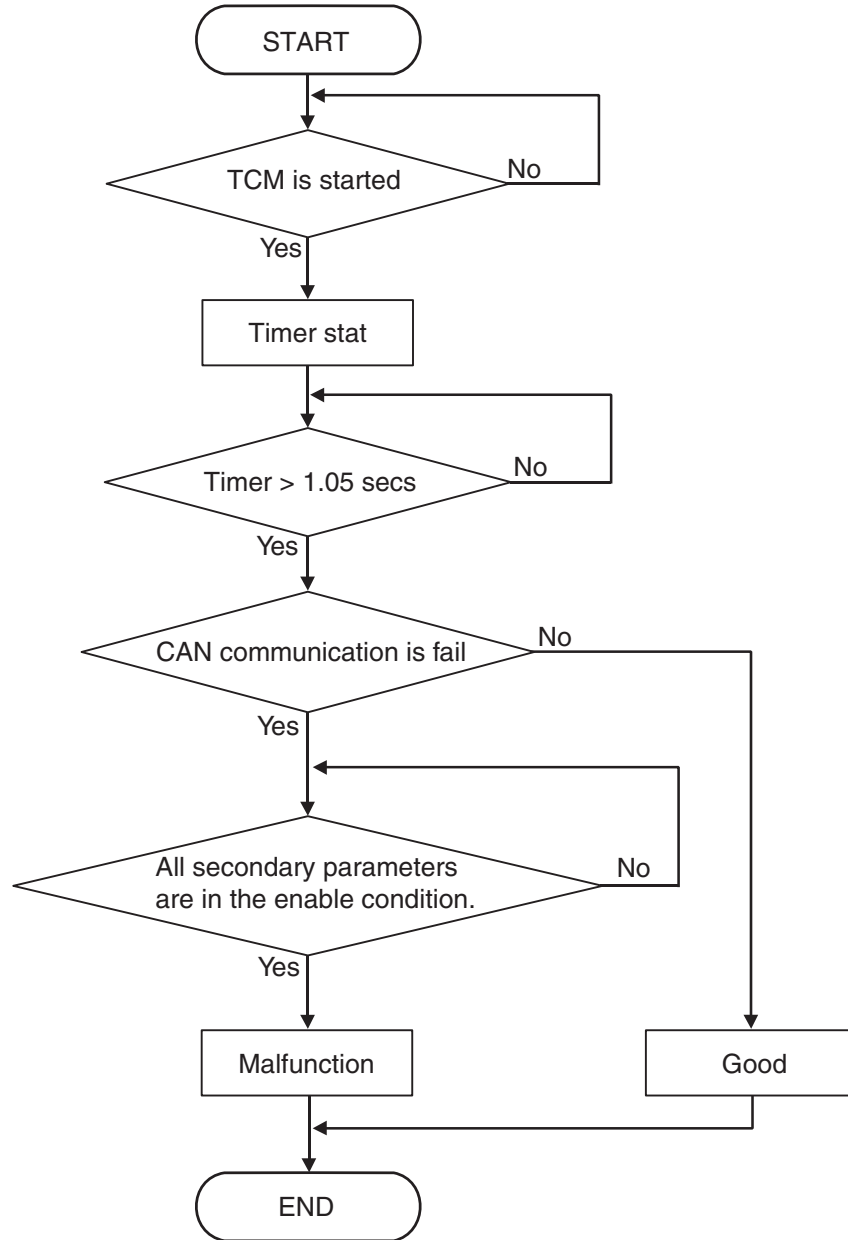 START
TCM is started
No
Yes
Timer stat
Timer > 1.05 secs
No
Yes
CAN communication is fail
No
Yes
All secondary parameters
are in the enable condition.
No
Yes
Malfunction
Good
END